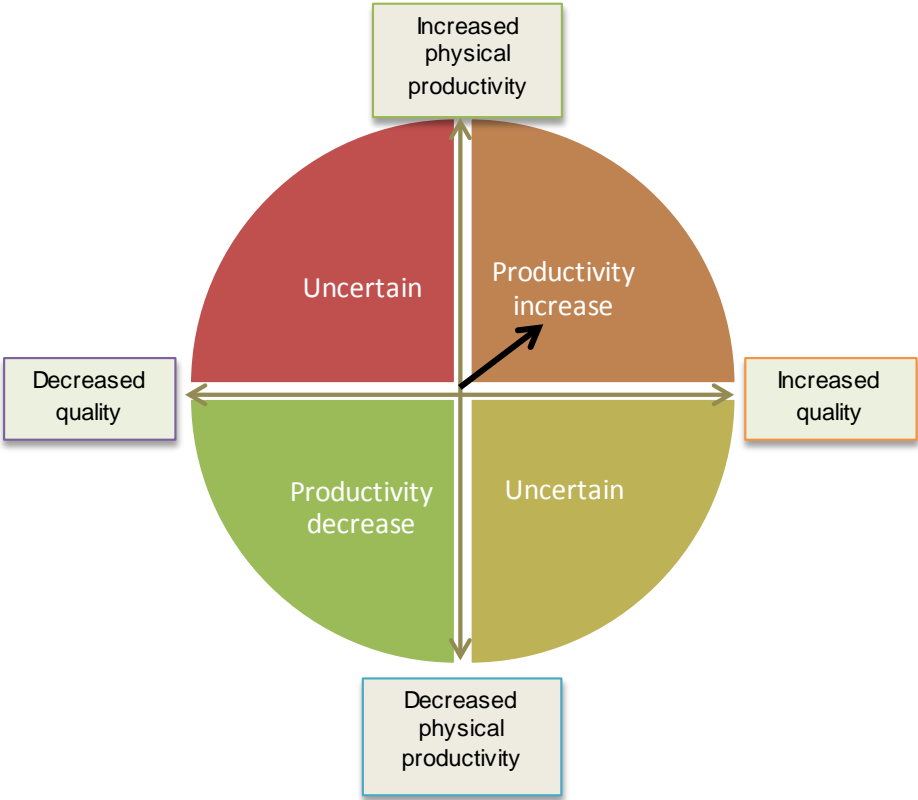 Increased
physical
productivity
Uncertain
Productivity
increase
Decreased
quality
Increased
quality
Productivity
decrease
Uncertain
Decreased
physical
productivity